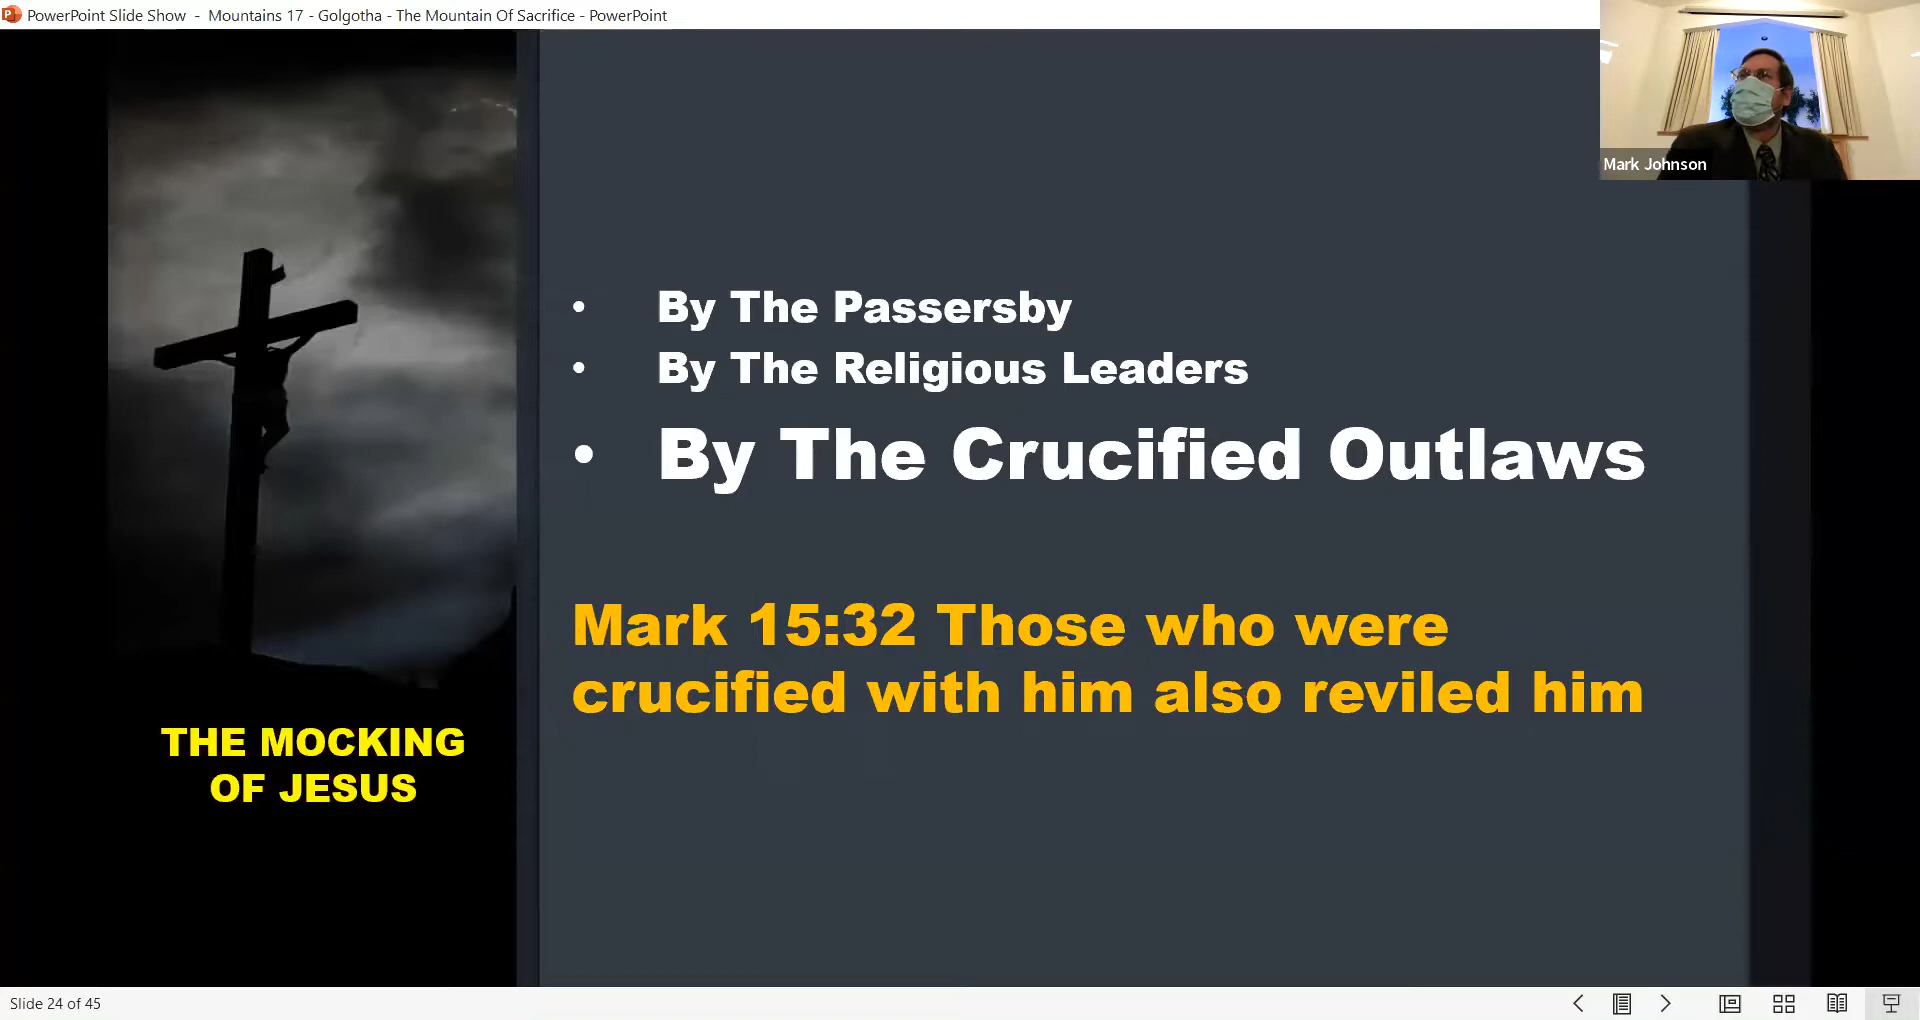 PowerPoint Slide Show - Mountains 17 - Golgotha - The Mountain Of Sacrifice - PowerPoint
Mark Johnson
• By The Passersby
• By The Religious Leaders
• By The Crucified Outlaws
Mark 15:32 Those who were
crucified with him also reviled him
THE MOCKING
OF JESUS
Slide 24 of 45